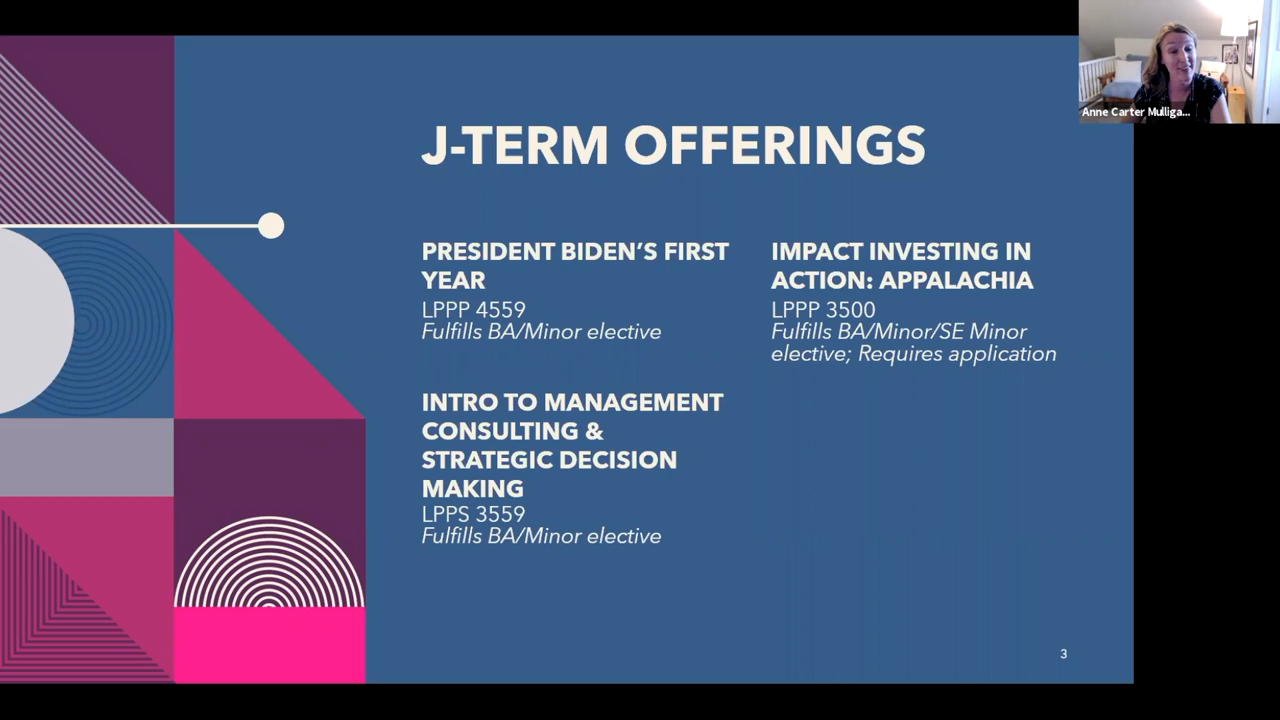 Anne Carter Mulliga...
J-TERM OFFERINGS
PRESIDENT BIDEN’S FIRST
YEAR
LPPP 4559
Fulfills BA/Minor elective
IMPACT INVESTING IN
ACTION: APPALACHIA
LPPP 3500
Fulfills BA/Minor/SE Minor
elective; Requires application
INTRO TO MANAGEMENT
CONSULTING &
STRATEGIC DECISION
MAKING
LPPS 3559
Fulfills BA/Minor elective
3